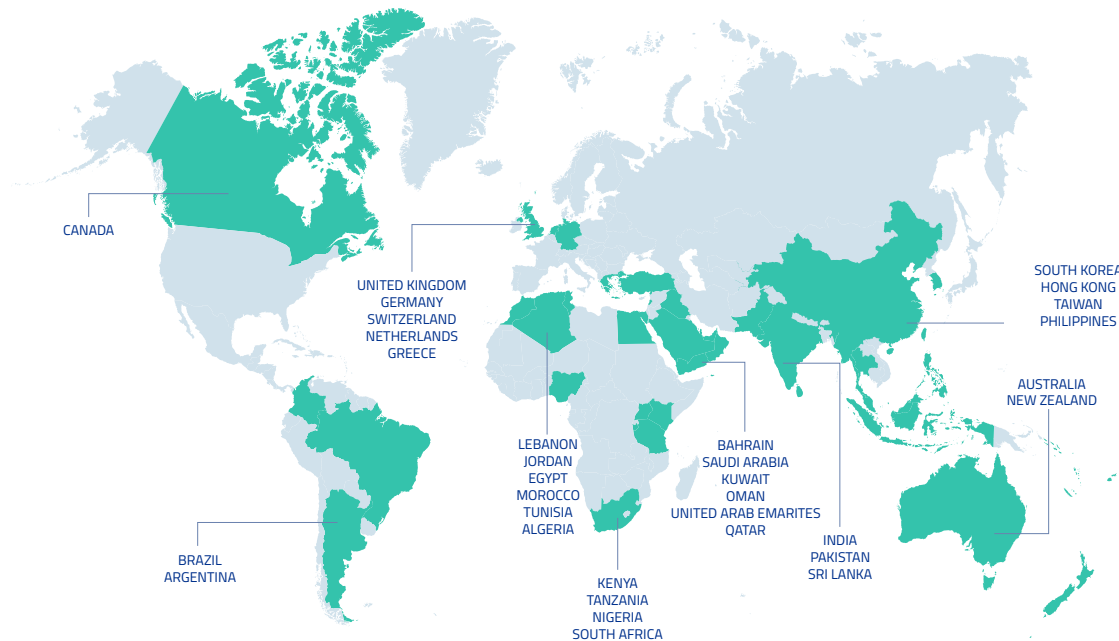 CANADA
UNITED KINGDOM
GERMANY
SWITZERLAND
NETHERLANDS
GREECE
SOUTH KOREA
HONG KONG
TAIWAN
PHILIPPINES
AUSTRALIA
NEW ZEALAND
LEBANON
JORDAN
EGYPT
MOROCCO
TUNISIA
ALGERIA
BAHRAIN
SAUDI ARABIA
KUWAIT
OMAN
UNITED ARAB EMARITES
QATAR
INDIA
PAKISTAN
SRI LANKA
BRAZIL
ARGENTINA
KENYA
TANZANIA
NIGERIA
SOUTH AFRICA